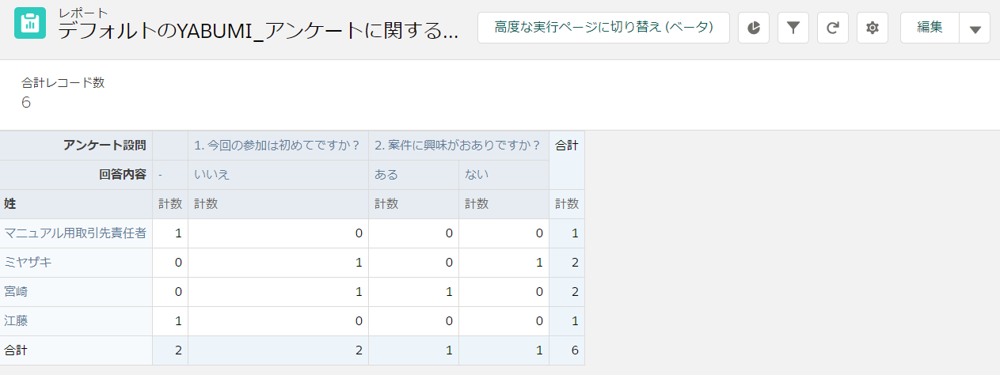 レポート
デフォルトのYABUMI_アンケートに関する...
高度な実行ページに切り替え (ベータ)
編集
合計レコード数
6
アンケート設問 1. 今回の参加は初めてですか？ 2. 案件に興味がおありですか？ 合計
回答内容 - いいえ ある ない
姓 計数 計数 計数 計数 計数
マニュアル用取引先責任者 1 0 0 0 1
ミヤザキ 0 1 0 1 2
宮崎 0 1 1 0 2
江藤 1 0 0 0 1
合計 2 2 1 1 6